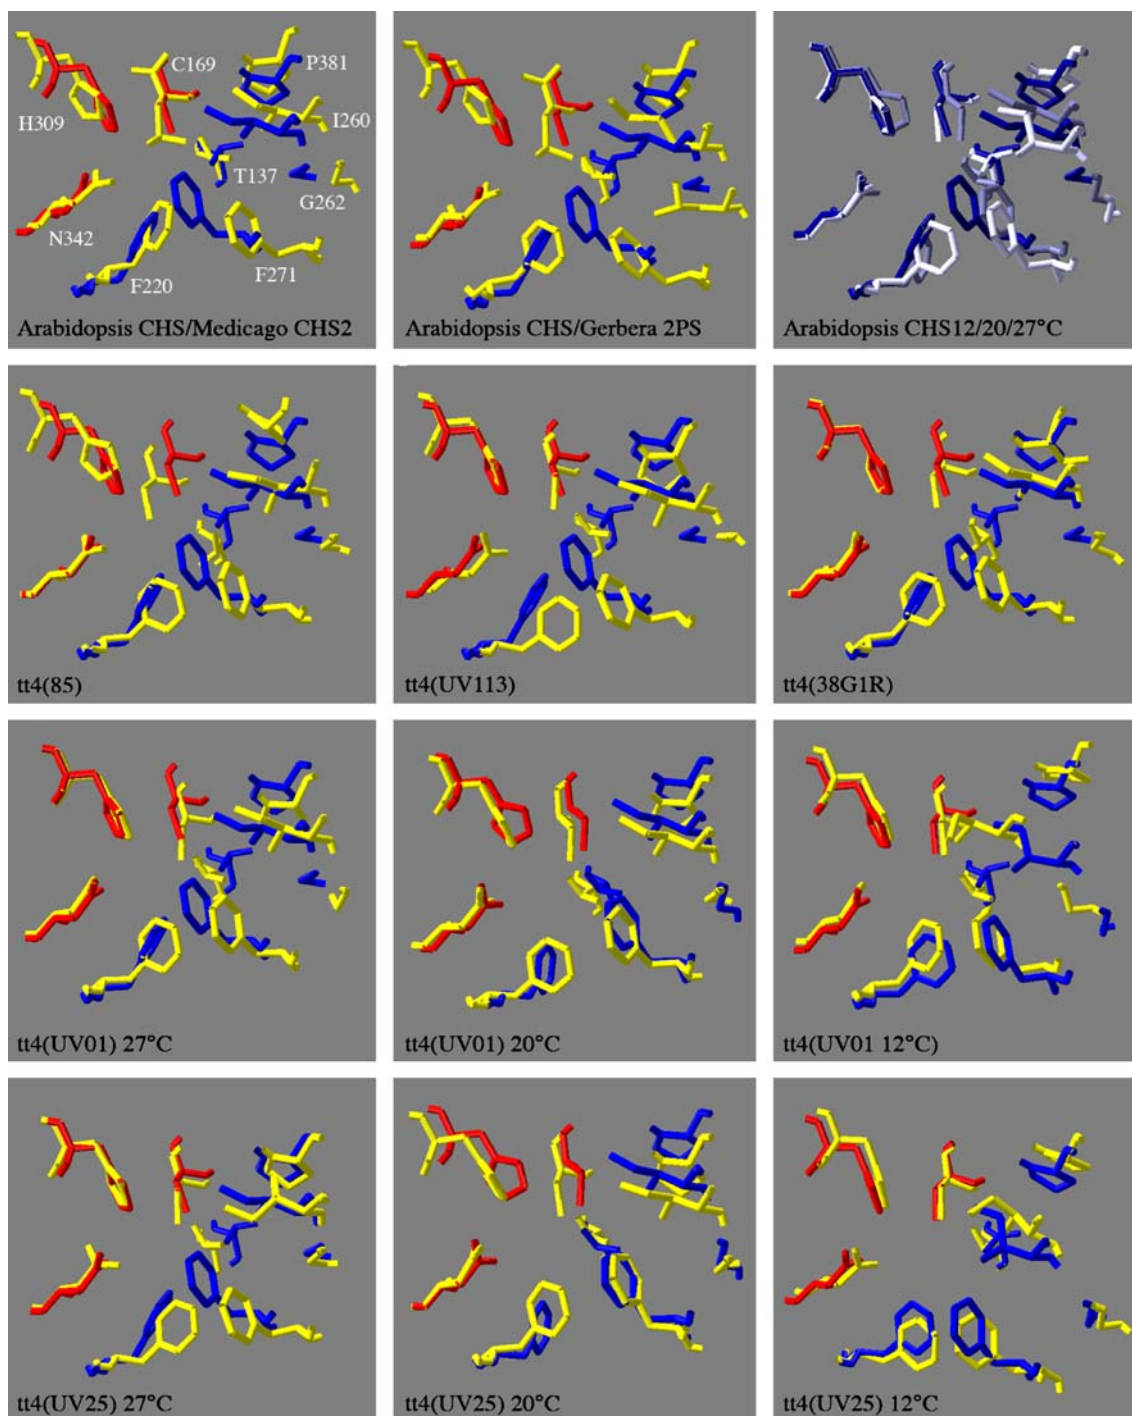 C169
P381
H309
I260
T137
G262
N342
F220
F271
Arabidopsis CHS/Medicago CHS2
Arabidopsis CHS/Gerbera 2PS
Arabidopsis CHS12/20/27°C
tt4(85)
tt4(UV113)
tt4(38G1R)
tt4(UV01) 27°C
tt4(UV01) 20°C
tt4(UV01 12°C)
tt4(UV25) 27°C
tt4(UV25) 20°C
tt4(UV25) 12°C